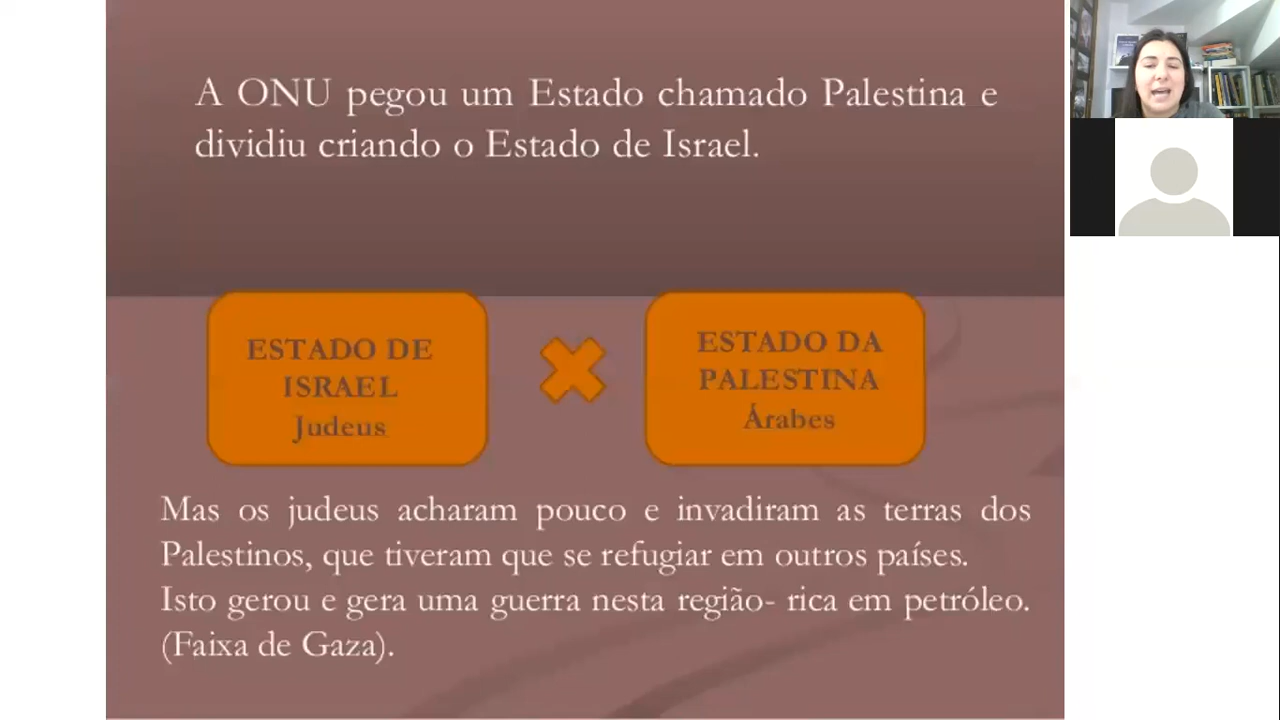 A ONU pegou um Estado chamado Palestina e
dividiu criando o Estado de Israel.
ESTADO DE
ISRAEL
Judeus
ESTADO DA
PALESTINA
Árabes
Mas os judeus acharam pouco e invadiram as terras dos
Palestinos, que tiveram que se refugiar em outros países.
Isto gerou e gera uma guerra nesta região- rica em petróleo.
(Faixa de Gaza).